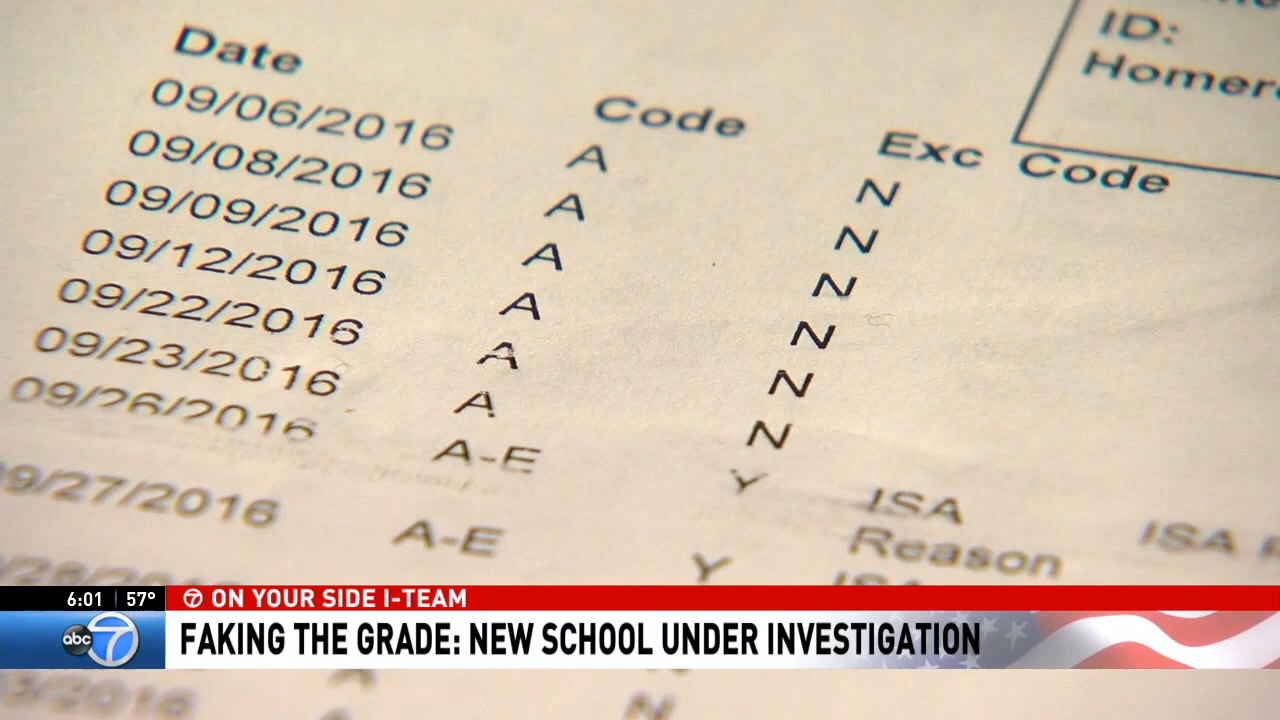 ID:
Date Code Exc Code
09/06/2016 A N
09/08/2016 A N
09/09/2016 A N
09/12/2016 A N
09/22/2016 A N
09/23/2016 A N
09/26/2016 A-E Y ISA
Reason
ISA
9/27/2016 A-E Y
6:01 57°
7 ON YOUR SIDE I-TEAM
abc 7
FAKING THE GRADE: NEW SCHOOL UNDER INVESTIGATION
N